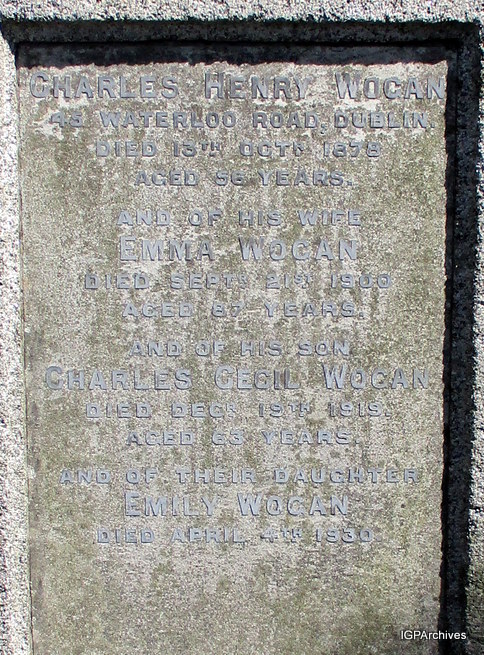 CHARLES HENRY WOGAN
43 WATERLOO ROAD, DUBLIN.
DIED 13TH OCTR 1878
AGED 56 YEARS.
AND OF HIS WIFE
EMMA WOGAN
DIED SEPTR 21ST 1900
AGED 87 YEARS.
AND OF HIS SON
CHARLES CECIL WOGAN
DIED DECR 19TH 1919.
AGED 63 YEARS.
AND OF THEIR DAUGHTER
EMILY WOGAN
DIED APRIL 4TH 1930
IGPArchives